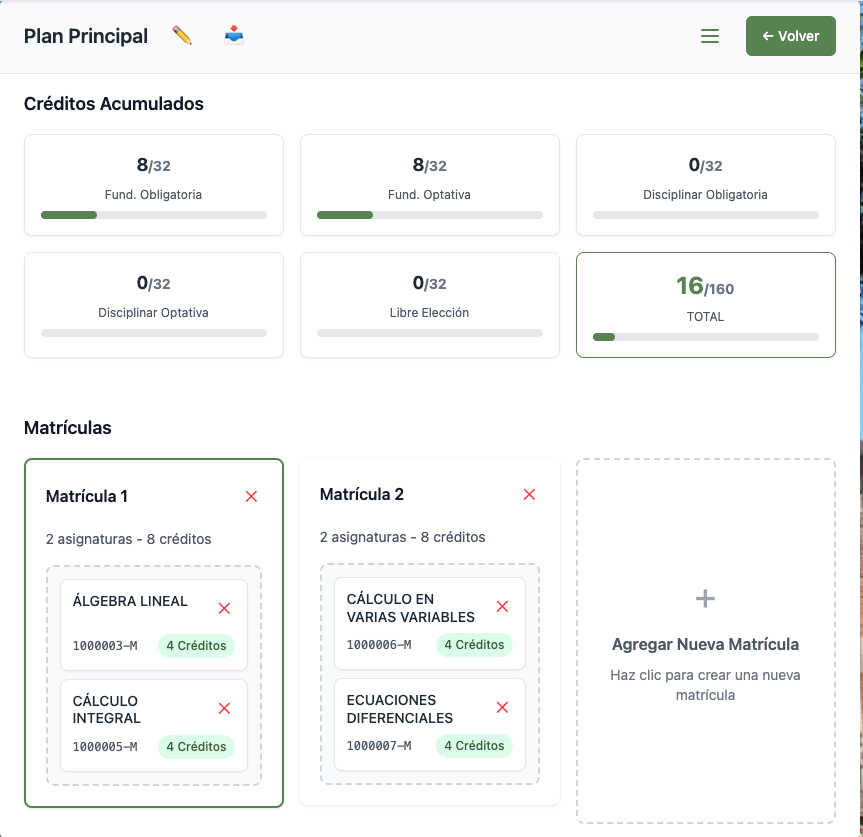 Plan Principal
← Volver
Créditos Acumulados
8/32
Fund. Obligatoria
8/32
Fund. Optativa
0/32
Disciplinar Obligatoria
0/32
Disciplinar Optativa
0/32
Libre Elección
16/160
TOTAL
Matrículas
Matrícula 1
2 asignaturas - 8 créditos
ÁLGEBRA LINEAL
1000003-M
4 Créditos
CÁLCULO
INTEGRAL
1000005-M
4 Créditos
Matrícula 2
2 asignaturas - 8 créditos
CÁLCULO EN
VARIAS VARIABLES
1000006-M
4 Créditos
ECUACIONES
DIFERENCIALES
1000007-M
4 Créditos
+
Agregar Nueva Matrícula
Haz clic para crear una nueva
matrícula